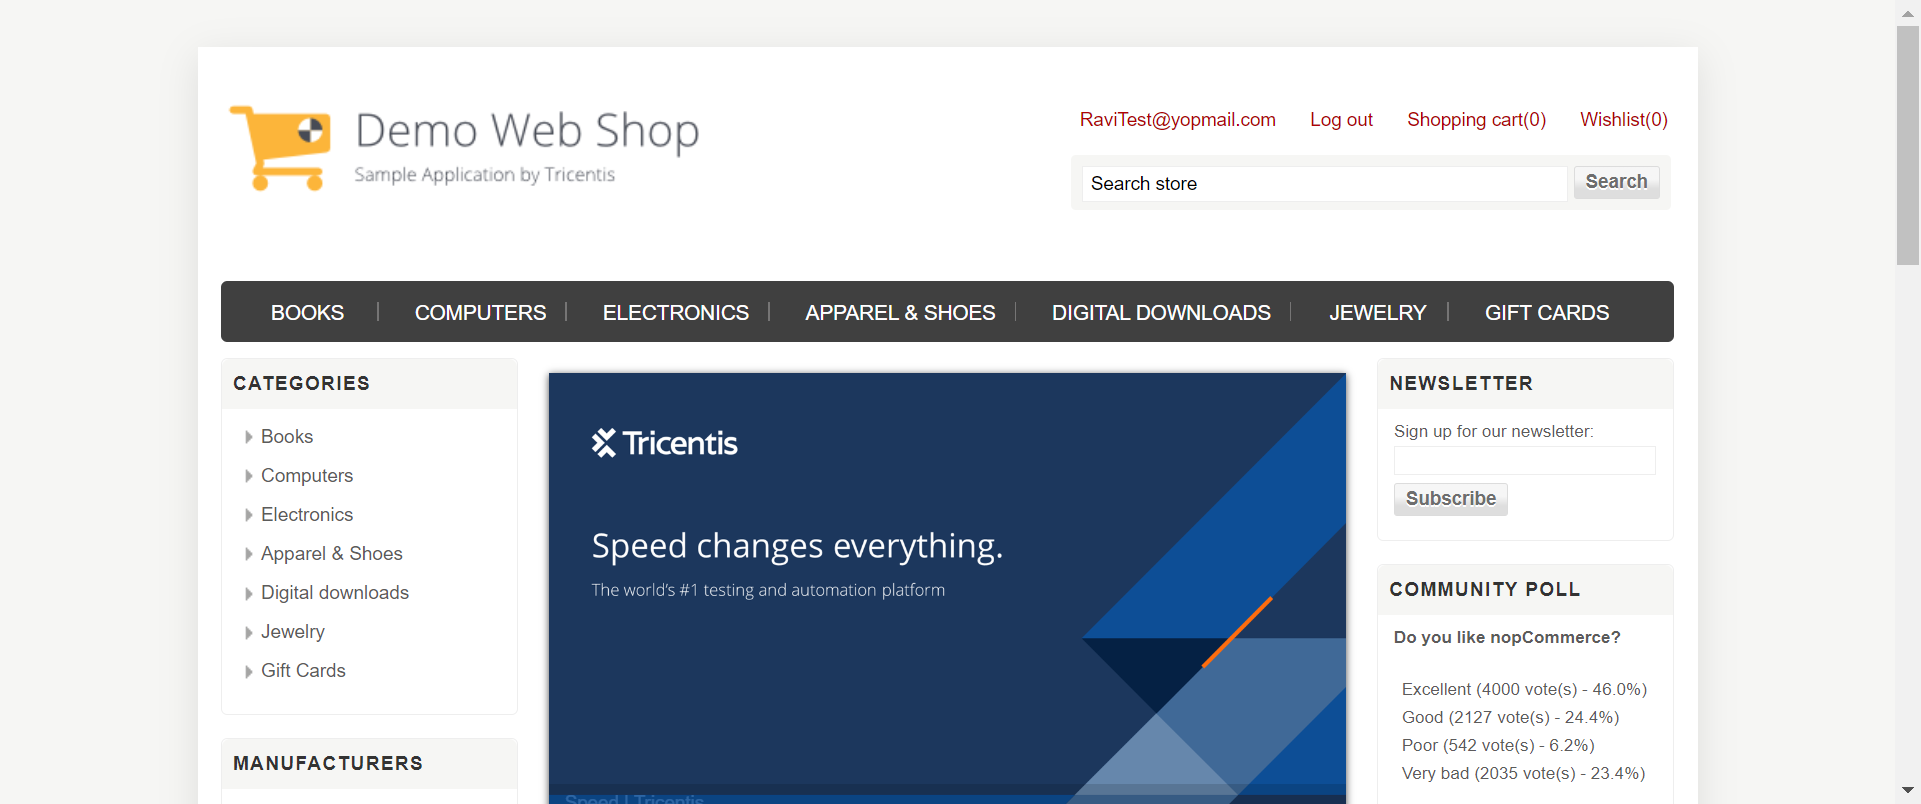 Demo Web Shop
Sample Application by Tricentis
RaviTest@yopmail.com Log out Shopping cart(0) Wishlist(0)
Search store Search
BOOKS COMPUTERS ELECTRONICS APPAREL & SHOES DIGITAL DOWNLOADS JEWELRY GIFT CARDS
CATEGORIES
Books
Computers
Electronics
Apparel & Shoes
Digital downloads
Jewelry
Gift Cards
MANUFACTURERS
Tricentis
Speed changes everything.
The world's #1 testing and automation platform
Speed | Tricentis
NEWSLETTER
Sign up for our newsletter:
Subscribe
COMMUNITY POLL
Do you like nopCommerce?
Excellent (4000 vote(s) - 46.0%)
Good (2127 vote(s) - 24.4%)
Poor (542 vote(s) - 6.2%)
Very bad (2035 vote(s) - 23.4%)